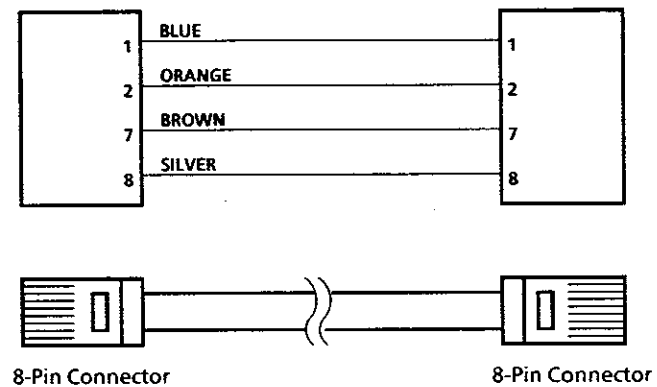 1 BLUE 1
2 ORANGE 2
7 BROWN 7
8 SILVER 8
8-Pin Connector 8-Pin Connector